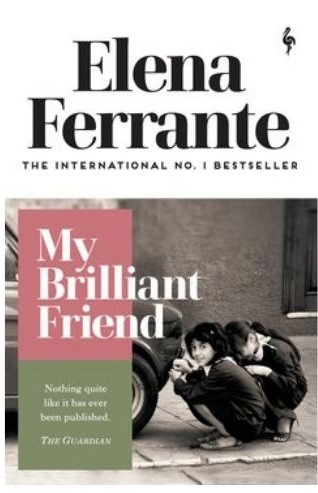 Elena
Ferrante
THE INTERNATIONAL NO. 1 BESTSELLER
My
Brilliant
Friend
Nothing quite
like it has ever
been published.
THE GUARDIAN